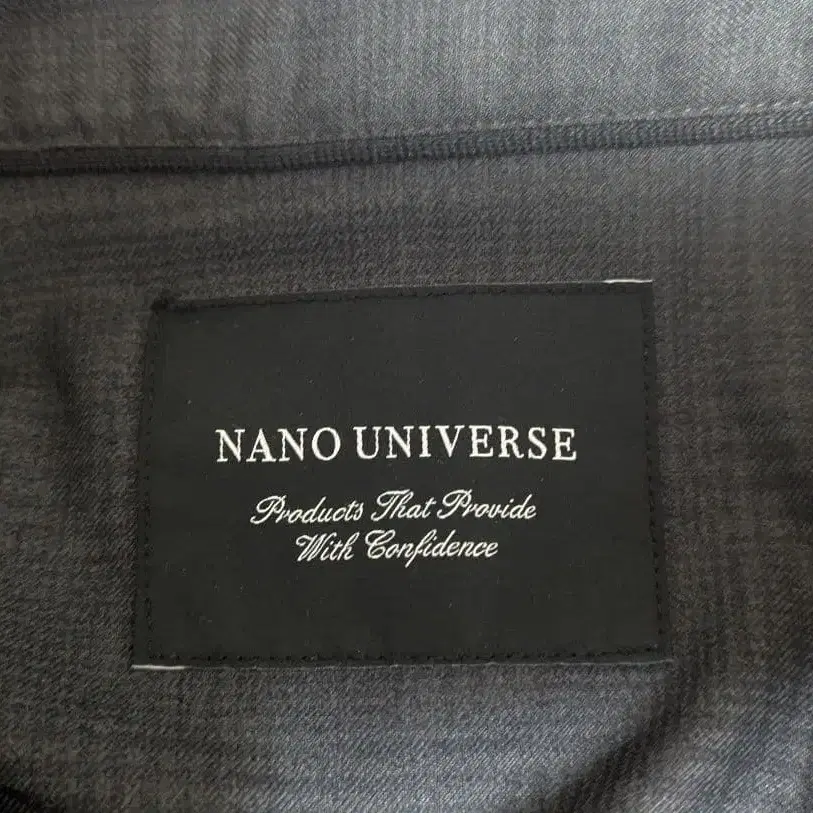 NANO UNIVERSE
Products That Provide
With Confidence